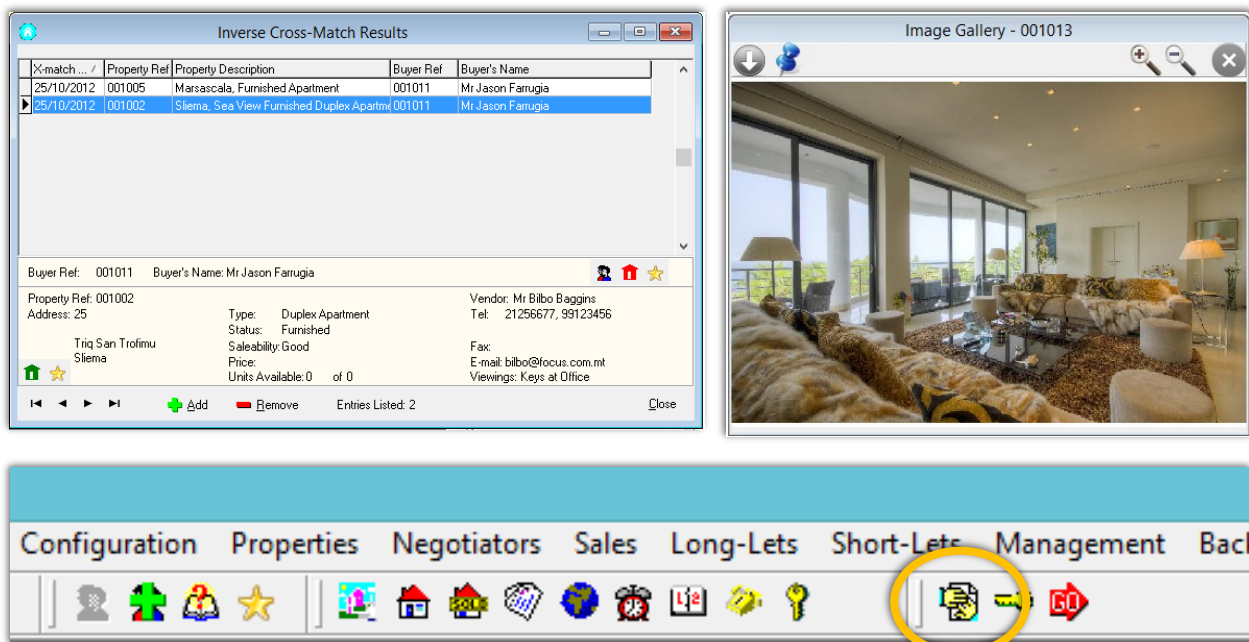 Inverse Cross-Match Results
X-match ... / Property Ref Property Description Buyer Ref Buyer's Name
25/10/2012 001005 Marsascala, Furnished Apartment 001011 Mr Jason Farrugia
25/10/2012 001002 Sliema, Sea View Furnished Duplex Apartme 001011 Mr Jason Farrugia
Buyer Ref: 001011 Buyer's Name: Mr Jason Farrugia
Property Ref: 001002 Vendor: Mr Bilbo Baggins
Address: 25 Type: Duplex Apartment Tel: 21256677, 99123456
Status: Furnished
Triq San Trofimu Saleability: Good Fax:
Sliema Price: E-mail: bilbo@focus.com.mt
Units Available: 0 of 0 Viewings: Keys at Office
Add Remove Entries Listed: 2 Close
Image Gallery - 001013
Configuration Properties Negotiators Sales Long-Lets Short-Lets Management Back
SOLD
GO